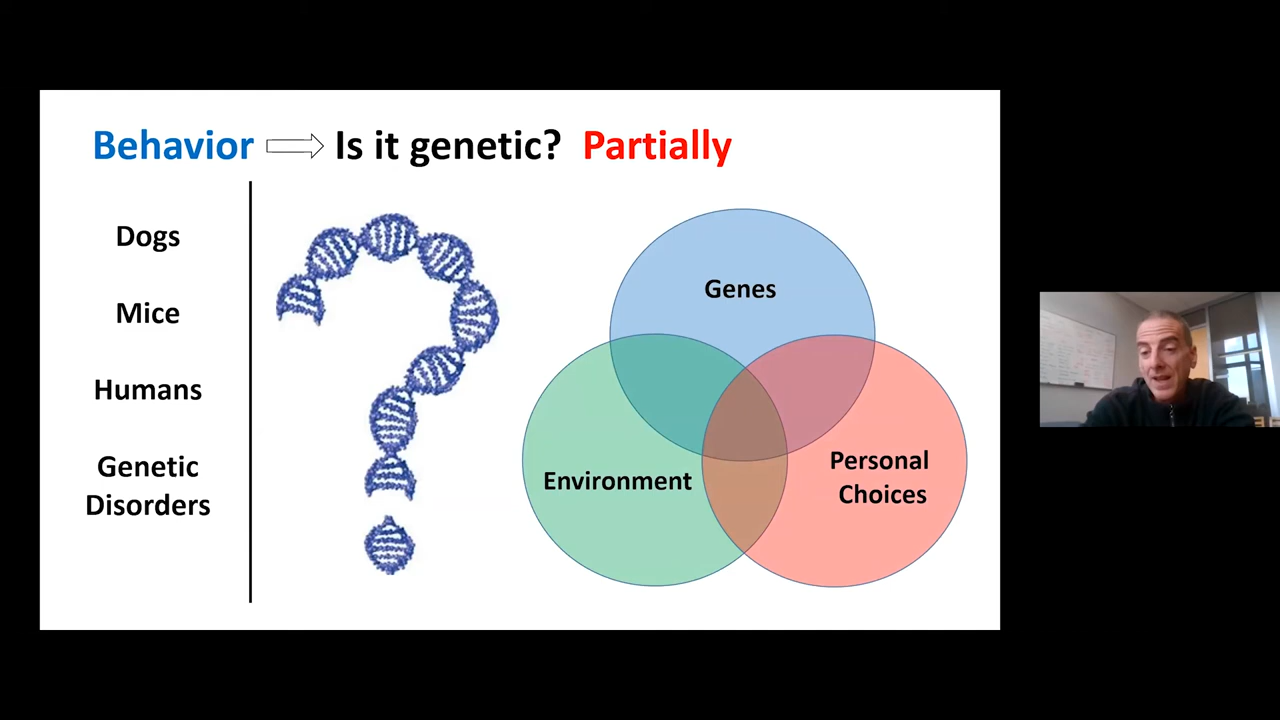 Behavior Is it genetic? Partially
Dogs
Mice
Humans
Genetic
Disorders
Genes
Environment
Personal
Choices